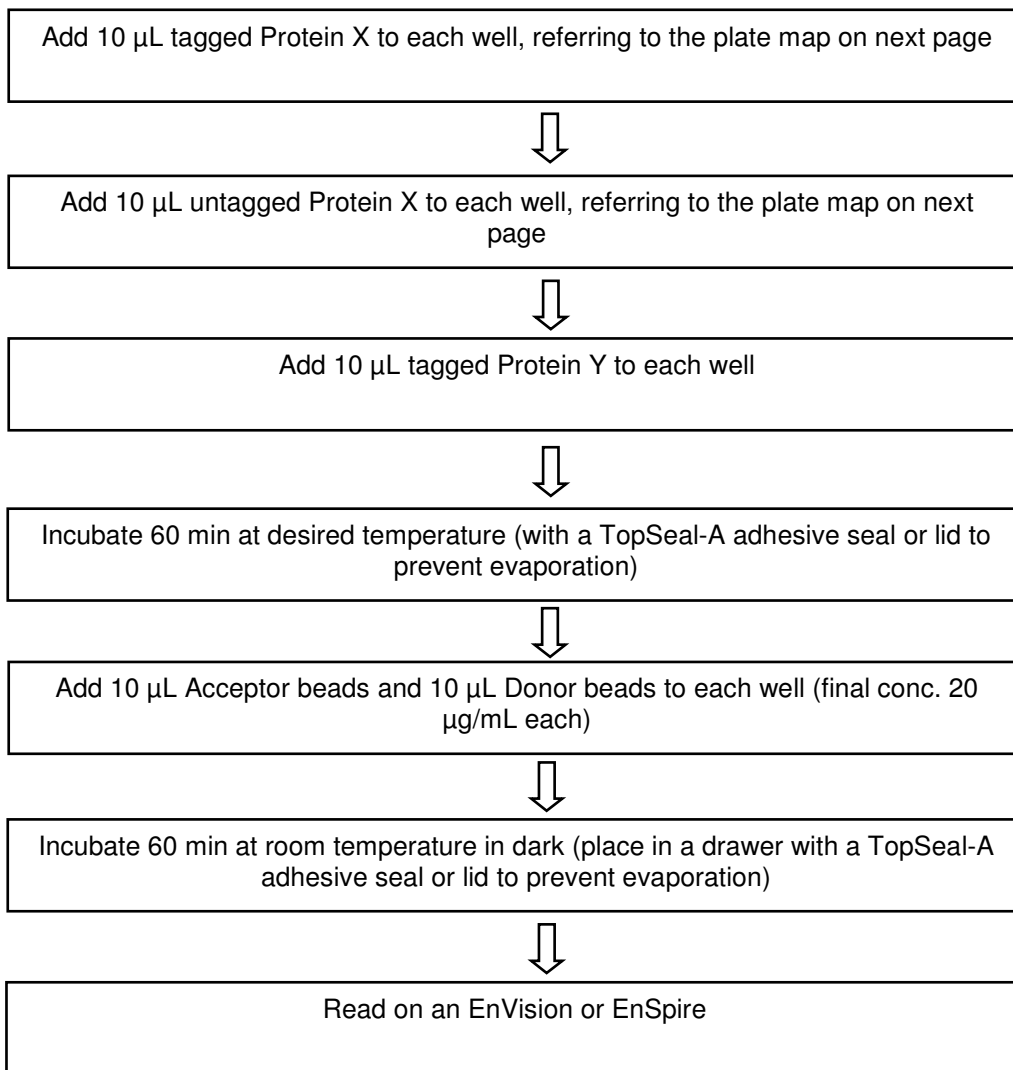 Add 10 µL tagged Protein X to each well, referring to the plate map on next page
Add 10 µL untagged Protein X to each well, referring to the plate map on next
page
Add 10 µL tagged Protein Y to each well
Incubate 60 min at desired temperature (with a TopSeal-A adhesive seal or lid to
prevent evaporation)
Add 10 µL Acceptor beads and 10 µL Donor beads to each well (final conc. 20
µg/mL each)
Incubate 60 min at room temperature in dark (place in a drawer with a TopSeal-A
adhesive seal or lid to prevent evaporation)
Read on an EnVision or EnSpire